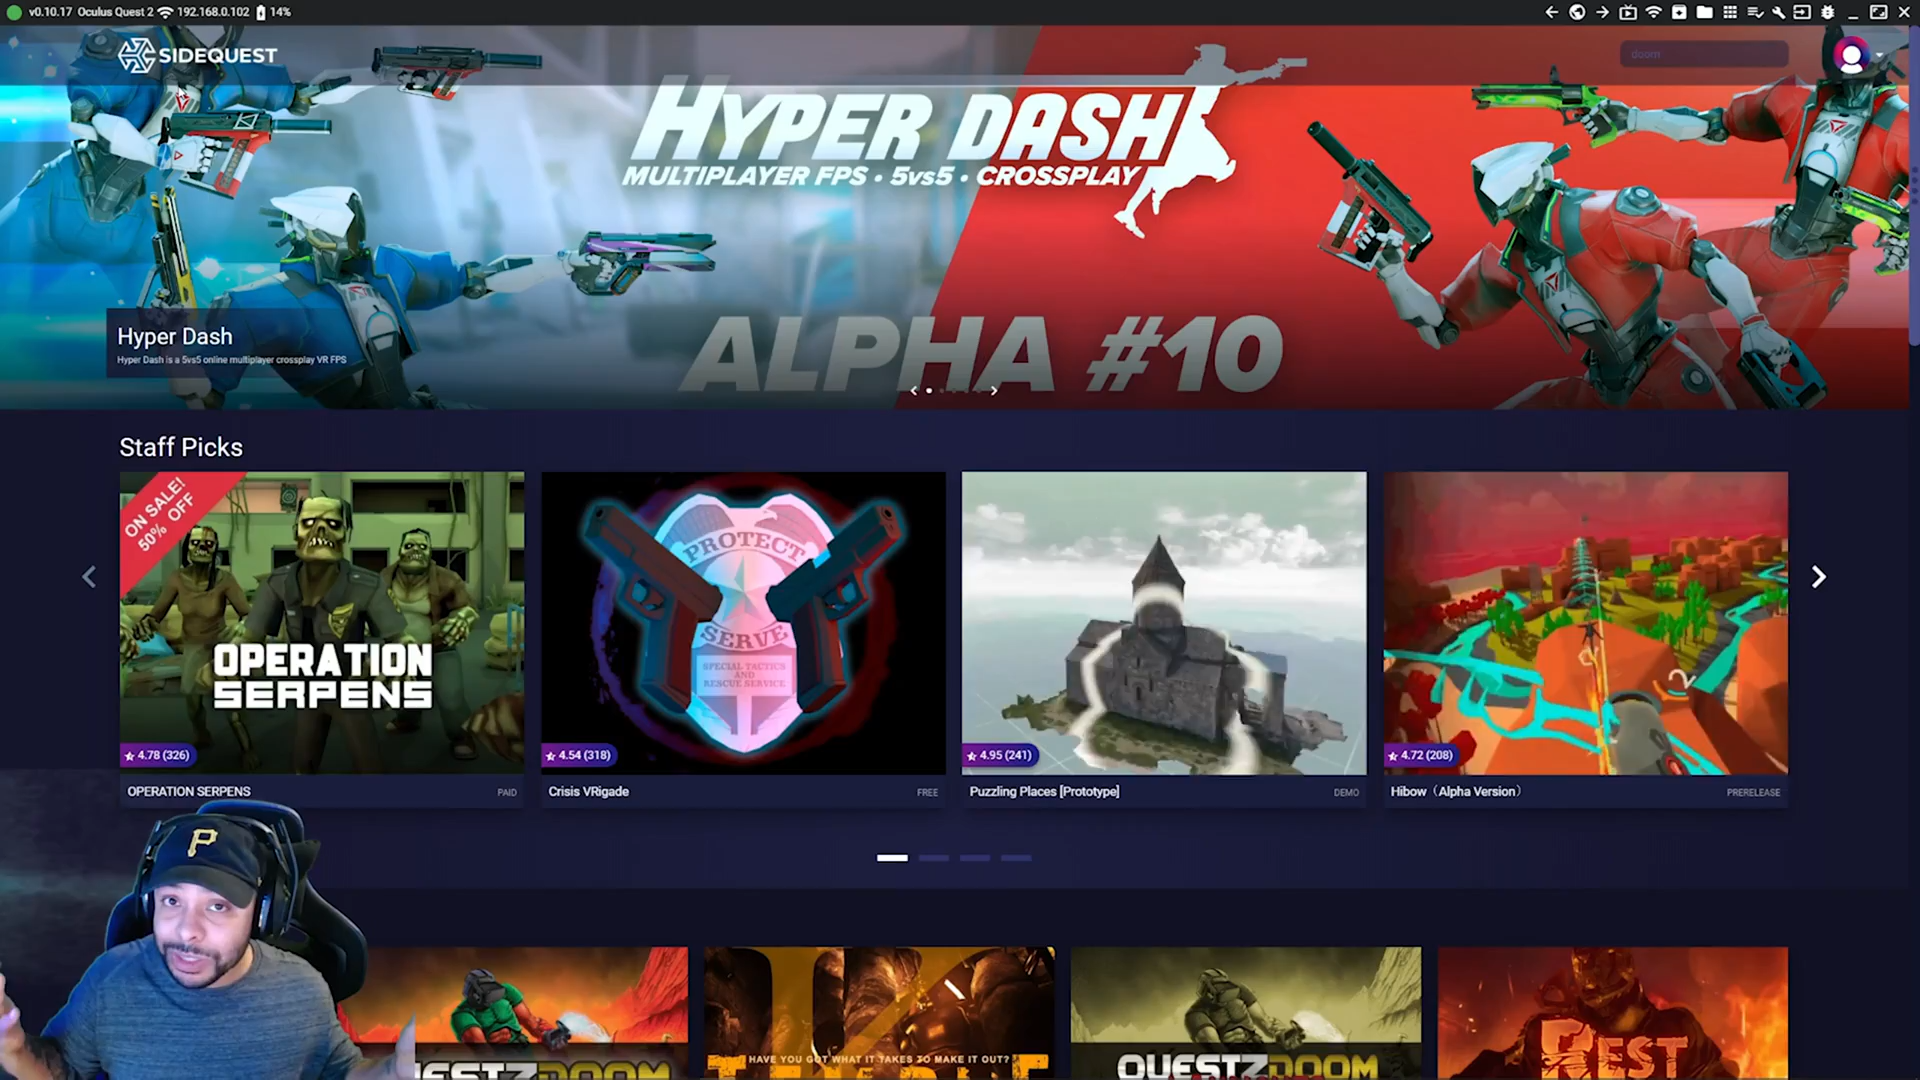 v0.10.17 Oculus Quest 2 192.168.0.102 14%
SIDEQUEST
doom
HYPER DASH
MULTIPLAYER FPS • 5vs5 • CROSSPLAY
ALPHA #10
Hyper Dash
Hyper Dash is a 5vs5 online multiplayer crossplay VR FPS
Staff Picks
ON SALE!
50% OFF
OPERATION
SERPENS
4.78 (326)
OPERATION SERPENS
PAID
PROTECT
SERVE
SPECIAL TACTICS
AND
RESCUE SERVICE
4.54 (318)
Crisis VRigade
FREE
4.95 (241)
Puzzling Places [Prototype]
DEMO
4.72 (208)
Hibow（Alpha Version）
PRERELEASE
P
HAVE YOU GOT WHAT IT TAKES TO MAKE IT OUT?
QUESTZDOOM
REST